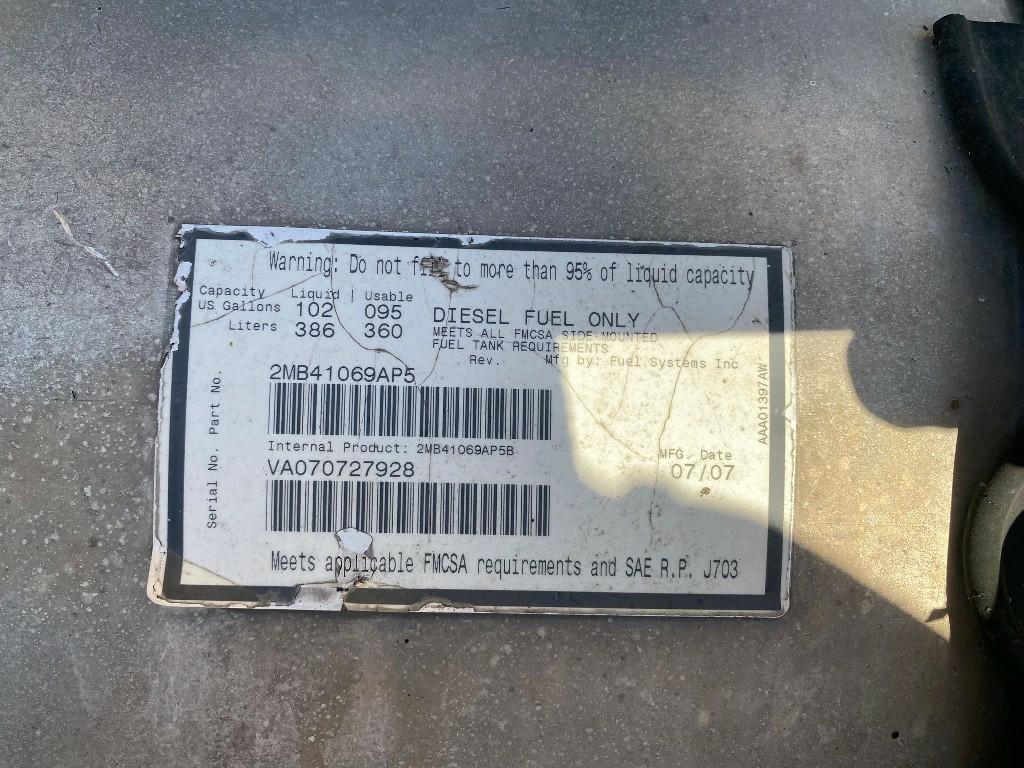 Warning: Do not fill to more than 95% of liquid capacity
Capacity Liquid | Usable
US Gallons 102 095
Liters 386 360
DIESEL FUEL ONLY
MEETS ALL FMCSA SIDE-MOUNTED
FUEL TANK REQUIREMENTS
Rev. Mfg by: Fuel Systems Inc
Part No.
2MB41069AP5
Internal Product: 2MB41069AP5B
Serial No.
VA070727928
MFG. Date
07/07
AAA01397AW
Meets applicable FMCSA requirements and SAE R.P. J703